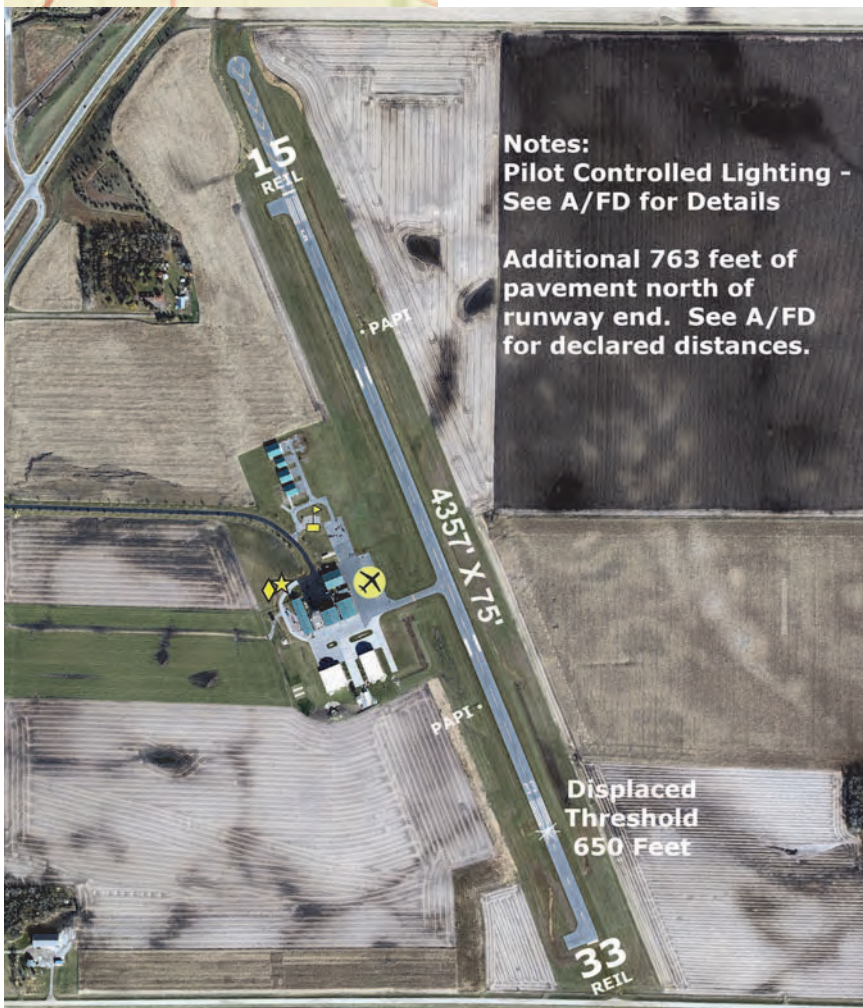 Notes:
Pilot Controlled Lighting -
See A/FD for Details
Additional 763 feet of
pavement north of
runway end.  See A/FD
for declared distances.
15
REIL
PAPI
4357' X 75'
PAPI
Displaced
Threshold
650 Feet
33
REIL